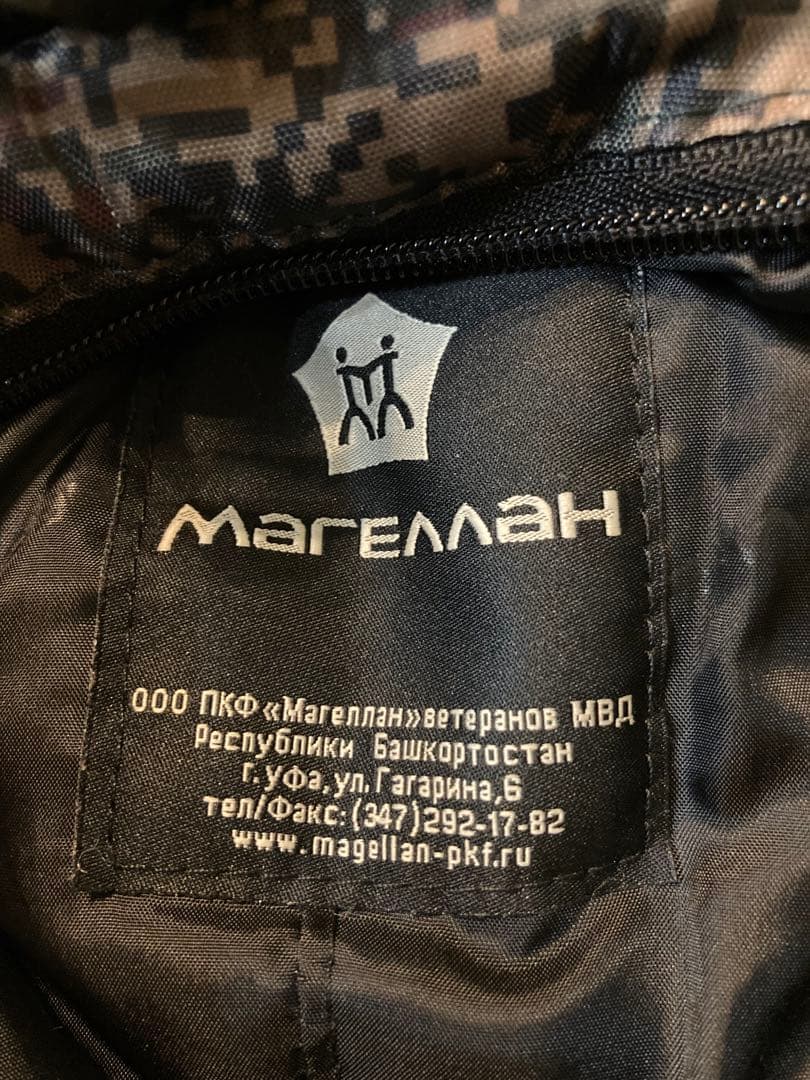 Магеллан
ООО ПКФ «Магеллан» ветеранов МВД
Республики Башкортостан
г. Уфа, ул. Гагарина, 6
тел/Факс: (347)292-17-82
www.magellan-pkf.ru